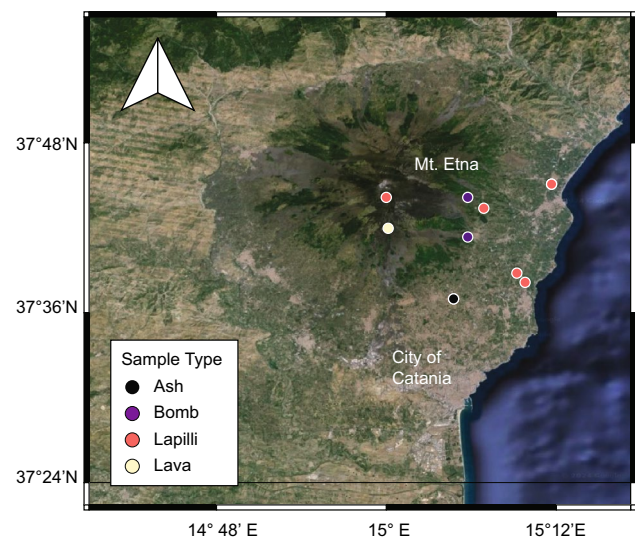 37°48'N
Mt. Etna
37°36'N
City of
Catania
Sample Type
Ash
Bomb
Lapilli
Lava
37°24'N
14° 48' E
15° E
15° 12'E